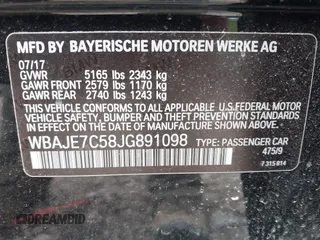 MFD BY BAYERISCHE MOTOREN WERKE AG
07/17
GVWR 5165 lbs 2343 kg
GAWR FRONT 2579 lbs 1170 kg
GAWR REAR 2740 lbs 1243 kg
THIS VEHICLE CONFORMS TO ALL APPLICABLE U.S. FEDERAL MOTOR
VEHICLE SAFETY, BUMPER, AND THEFT PREVENTION STANDARDS IN
EFFECT ON THE DATE OF MANUFACTURE SHOWN ABOVE.
WBAJE7C58JG891098 TYPE: PASSENGER CAR
475/9
7 315 814
DREAMBID